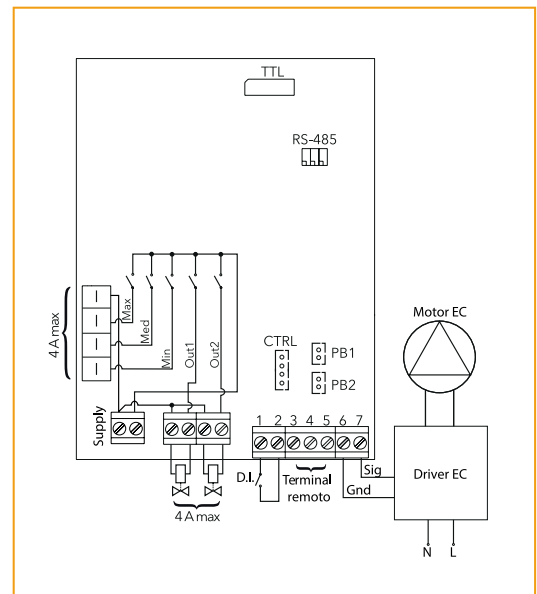 TTL
RS-485
4 A max
Max
Med
Min
Out1
Out2
Supply
CTRL
PB1
PB2
Motor EC
1 2 3 4 5 6 7
D.I.
Terminal
remoto
Sig
Gnd
Driver EC
4 A max
N L